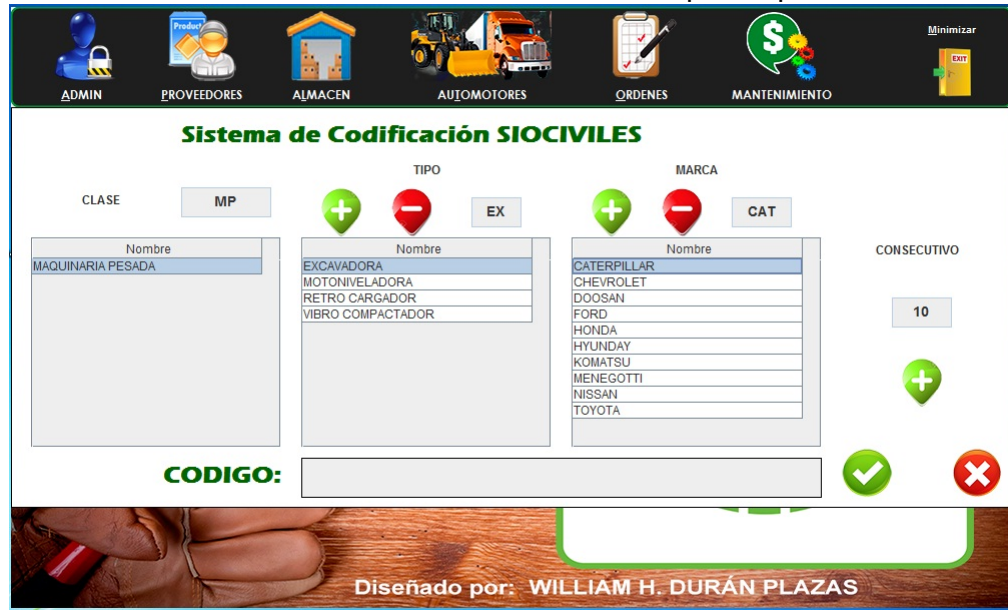 Product
Minimizar
EXIT
ADMIN
PROVEEDORES
ALMACEN
AUTOMOTORES
ORDENES
MANTENIMIENTO
Sistema de Codificación SIOCIVILES
TIPO
MARCA
CLASE
MP
EX
CAT
Nombre
Nombre
Nombre
CONSECUTIVO
MAQUINARIA PESADA
EXCAVADORA
MOTONIVELADORA
RETRO CARGADOR
VIBRO COMPACTADOR
CATERPILLAR
CHEVROLET
DOOSAN
FORD
HONDA
HYUNDAY
KOMATSU
MENEGOTTI
NISSAN
TOYOTA
10
CODIGO:
Diseñado por: WILLIAM H. DURÁN PLAZAS